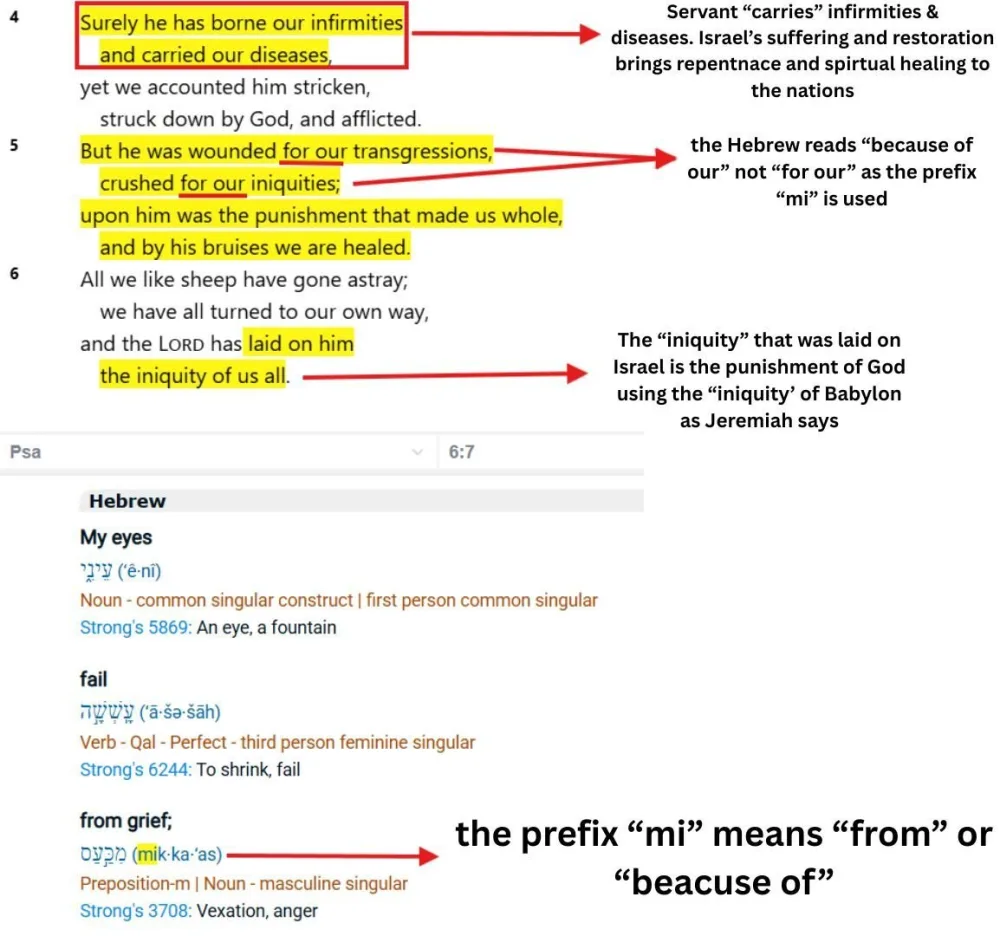 4 Surely he has borne our infirmities
and carried our diseases,
yet we accounted him stricken,
struck down by God, and afflicted.
5 But he was wounded for our transgressions,
crushed for our iniquities;
upon him was the punishment that made us whole,
and by his bruises we are healed.
6 All we like sheep have gone astray;
we have all turned to our own way,
and the LORD has laid on him
the iniquity of us all.
Servant “carries” infirmities &
diseases. Israel’s suffering and restoration
brings repentnace and spirtual healing to
the nations
the Hebrew reads “because of
our” not “for our” as the prefix
“mi” is used
The “iniquity” that was laid on
Israel is the punishment of God
using the “iniquity’ of Babylon
as Jeremiah says
Psa 6:7
Hebrew
My eyes
עֵינִ֑י (‘ê·nî)
Noun - common singular construct | first person common singular
Strong's 5869: An eye, a fountain
fail
עָֽשְׁשָׁ֣ה (‘ā·šə·šāh)
Verb - Qal - Perfect - third person feminine singular
Strong's 6244: To shrink, fail
from grief;
מִכַּ֣עַס (mik·ka·‘as)
Preposition-m | Noun - masculine singular
Strong's 3708: Vexation, anger
the prefix “mi” means “from” or
“beacuse of”